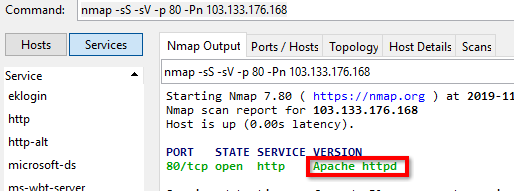 Command: nmap -sS -sV -p 80 -Pn 103.133.176.168
Hosts Services
Nmap Output Ports / Hosts Topology Host Details Scans
nmap -sS -sV -p 80 -Pn 103.133.176.168
Service
eklogin
http
http-alt
microsoft-ds
ms-wbt-server
Starting Nmap 7.80 ( https://nmap.org ) at 2019-11
Nmap scan report for 103.133.176.168
Host is up (0.00s latency).
PORT STATE SERVICE VERSION
80/tcp open http Apache httpd